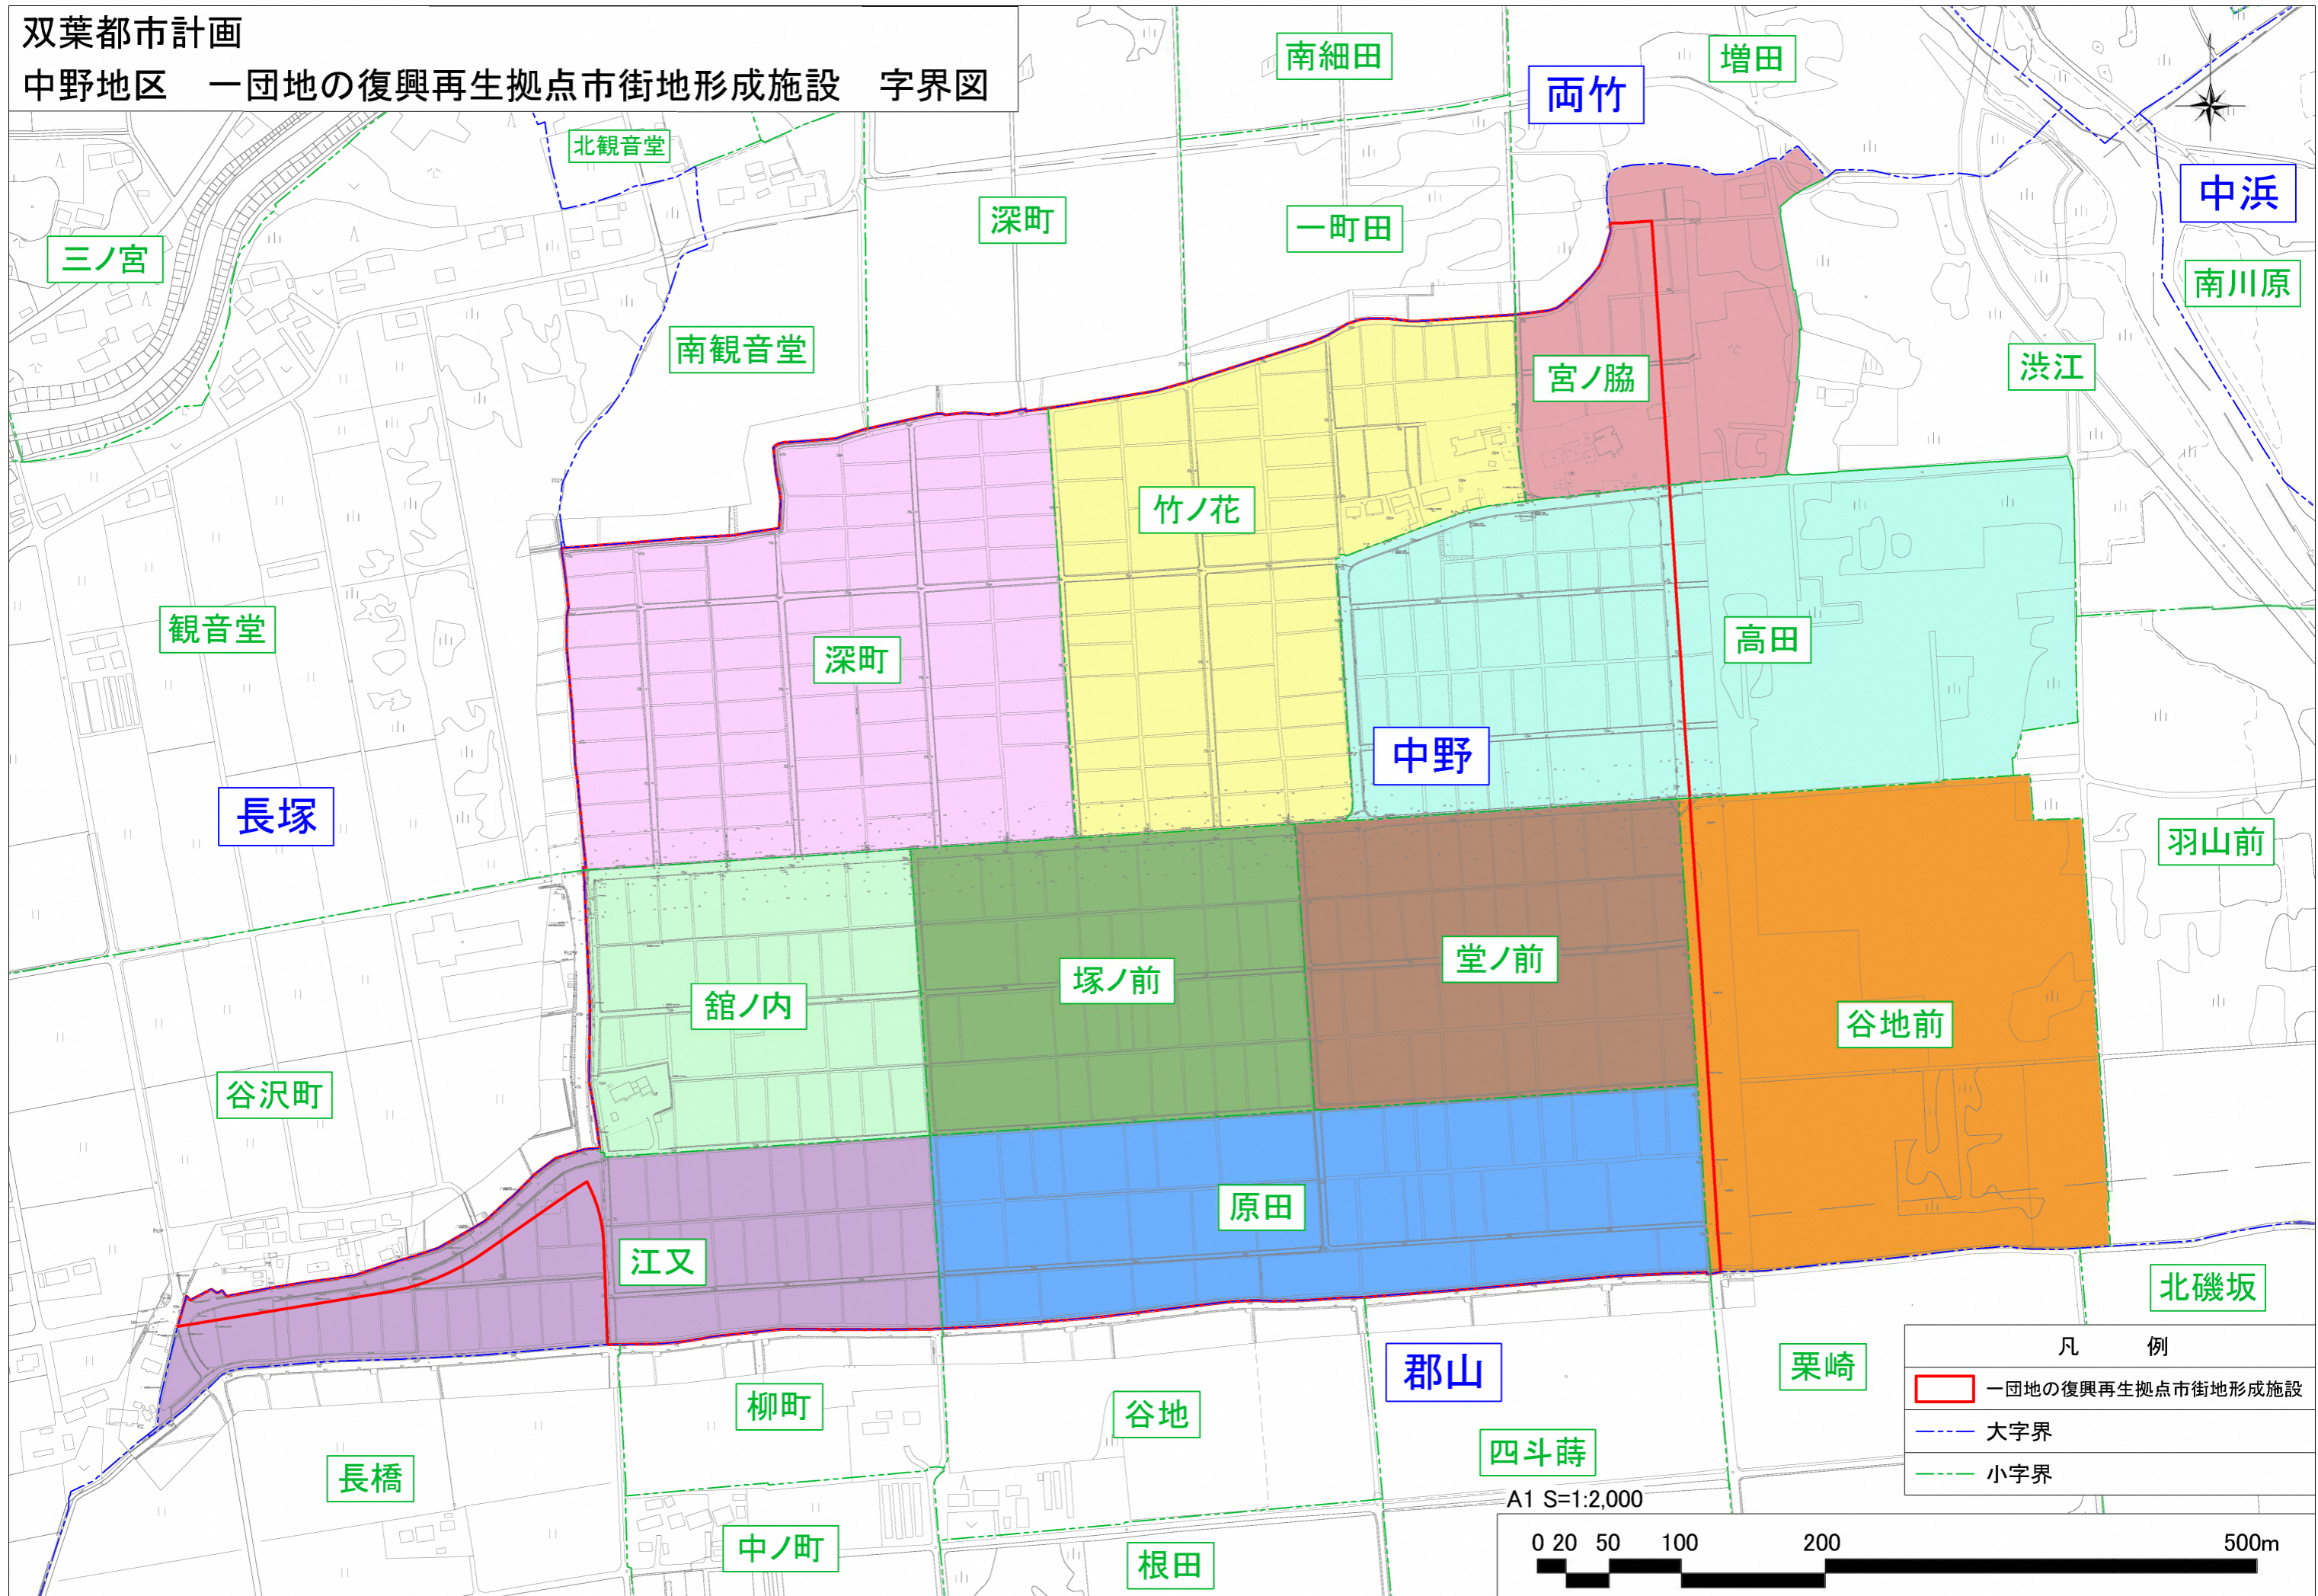 双葉都市計画
中野地区　一団地の復興再生拠点市街地形成施設　字界図
南細田
増田
両竹
北観音堂
中浜
深町
一町田
三ノ宮
南川原
南観音堂
渋江
宮ノ脇
竹ノ花
観音堂
高田
深町
中野
長塚
羽山前
堂ノ前
塚ノ前
舘ノ内
谷地前
谷沢町
原田
江又
北磯坂
郡山
栗崎
柳町
谷地
四斗蒔
長橋
中ノ町
根田
凡　例
一団地の復興再生拠点市街地形成施設
大字界
小字界
A1 S=1:2,000
0 20 50 100 200 500m